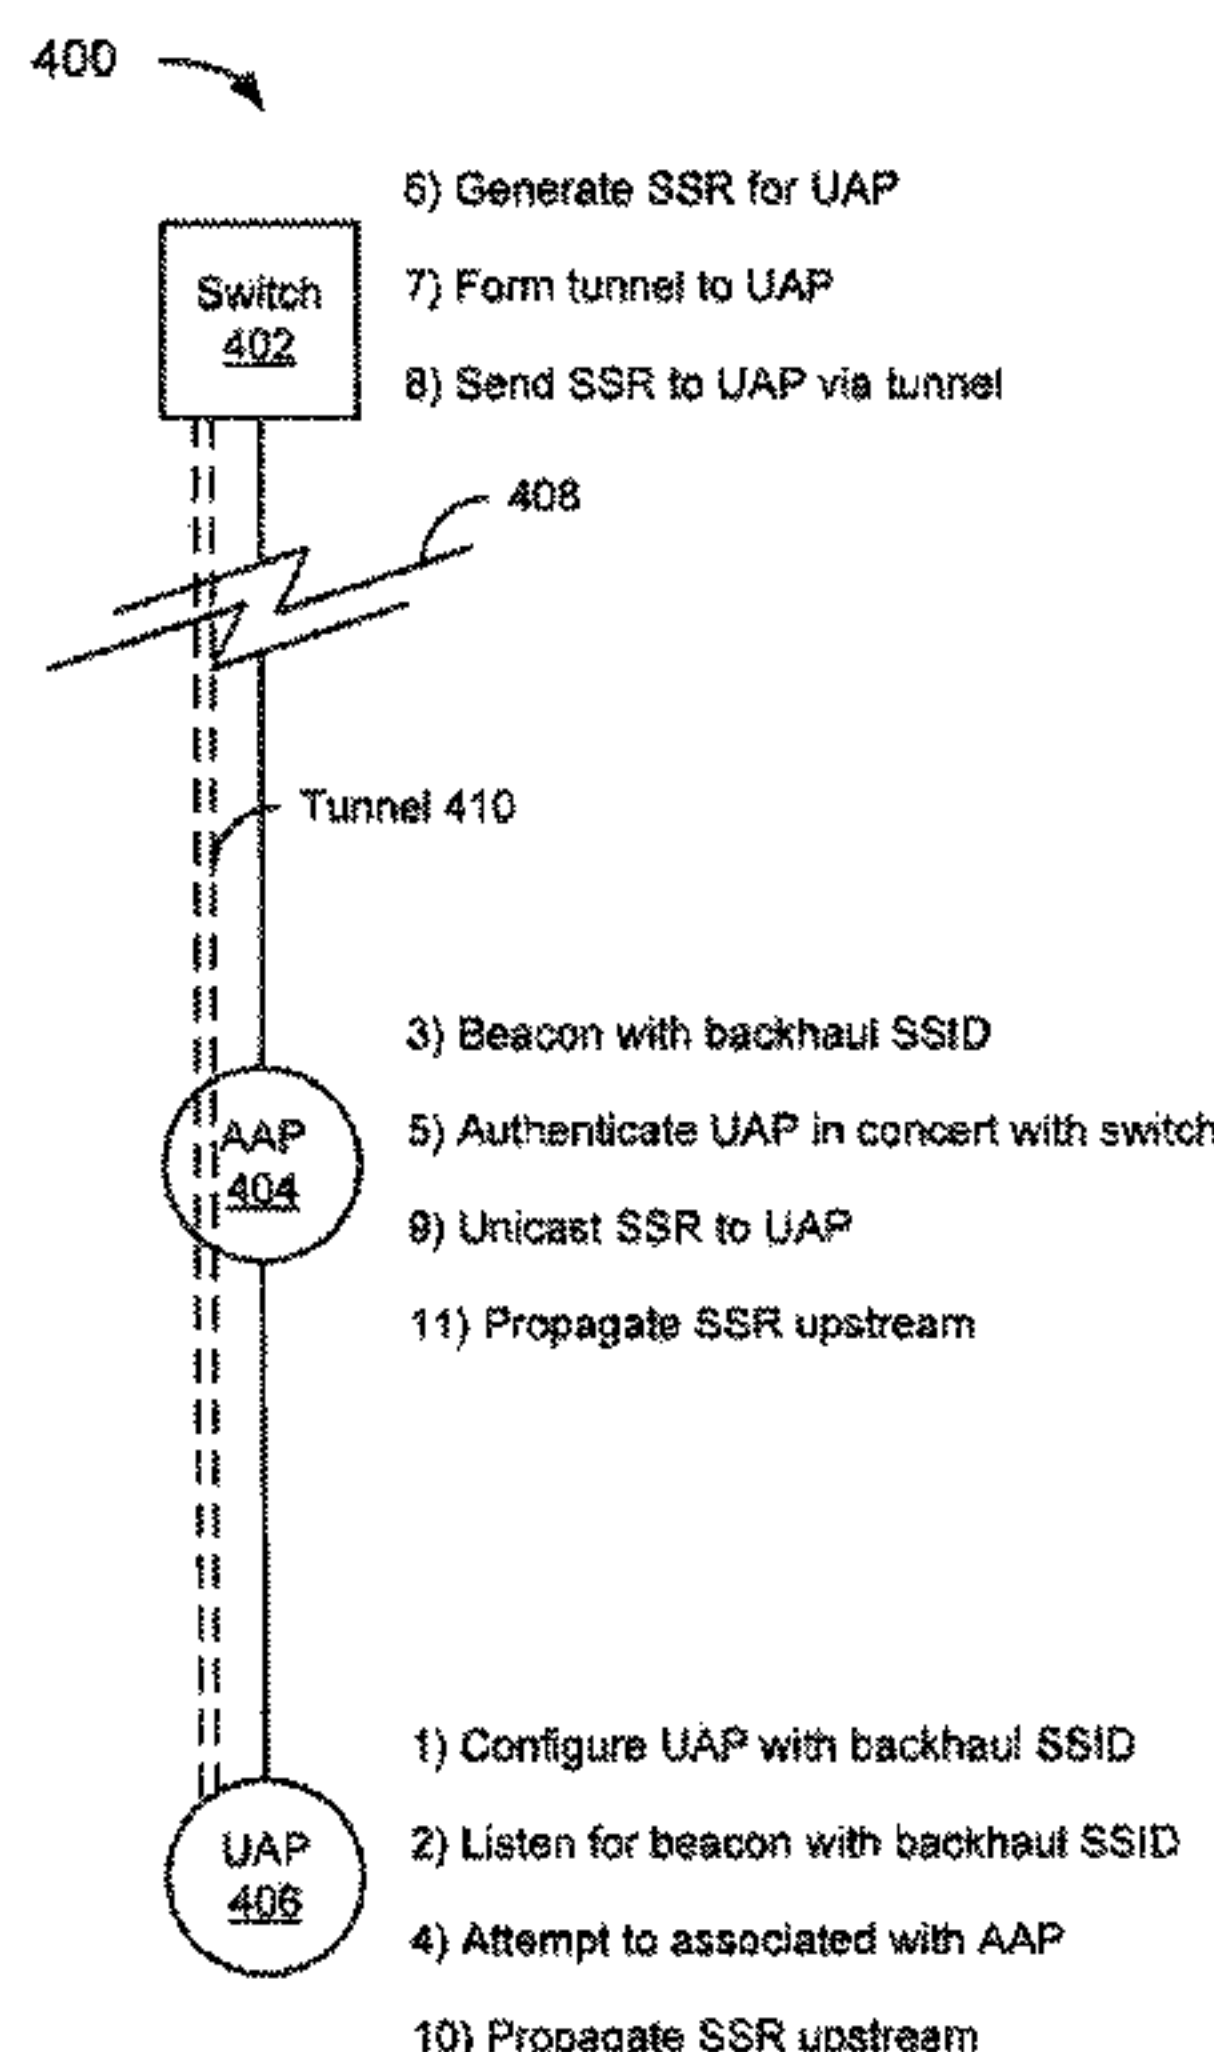 400
6) Generate SSR for UAP
Switch
402
7) Form tunnel to UAP
8) Send SSR to UAP via tunnel
408
Tunnel 410
3) Beacon with backhaul SSID
AAP
404
5) Authenticate UAP in concert with switch
9) Unicast SSR to UAP
11) Propagate SSR upstream
1) Configure UAP with backhaul SSID
UAP
406
2) Listen for beacon with backhaul SSID
4) Attempt to associated with AAP
10) Propagate SSR upstream